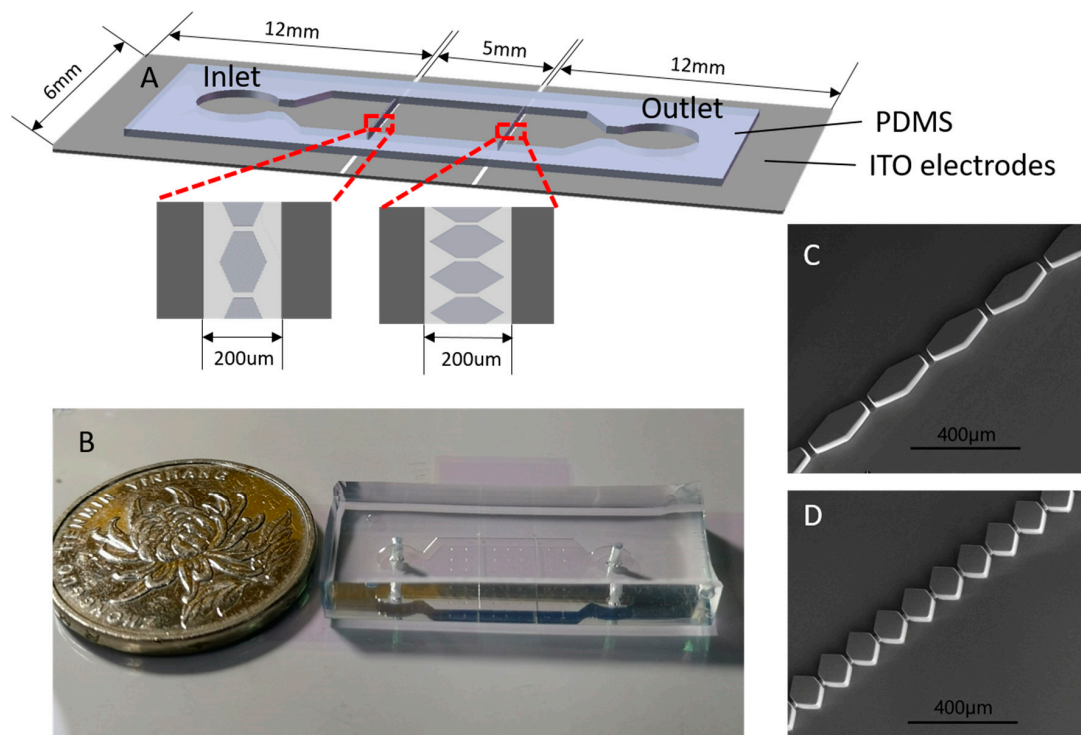 12mm
5mm
12mm
6mm
A
Inlet
Outlet
PDMS
ITO electrodes
200um
200um
B
C
400μm
D
400μm